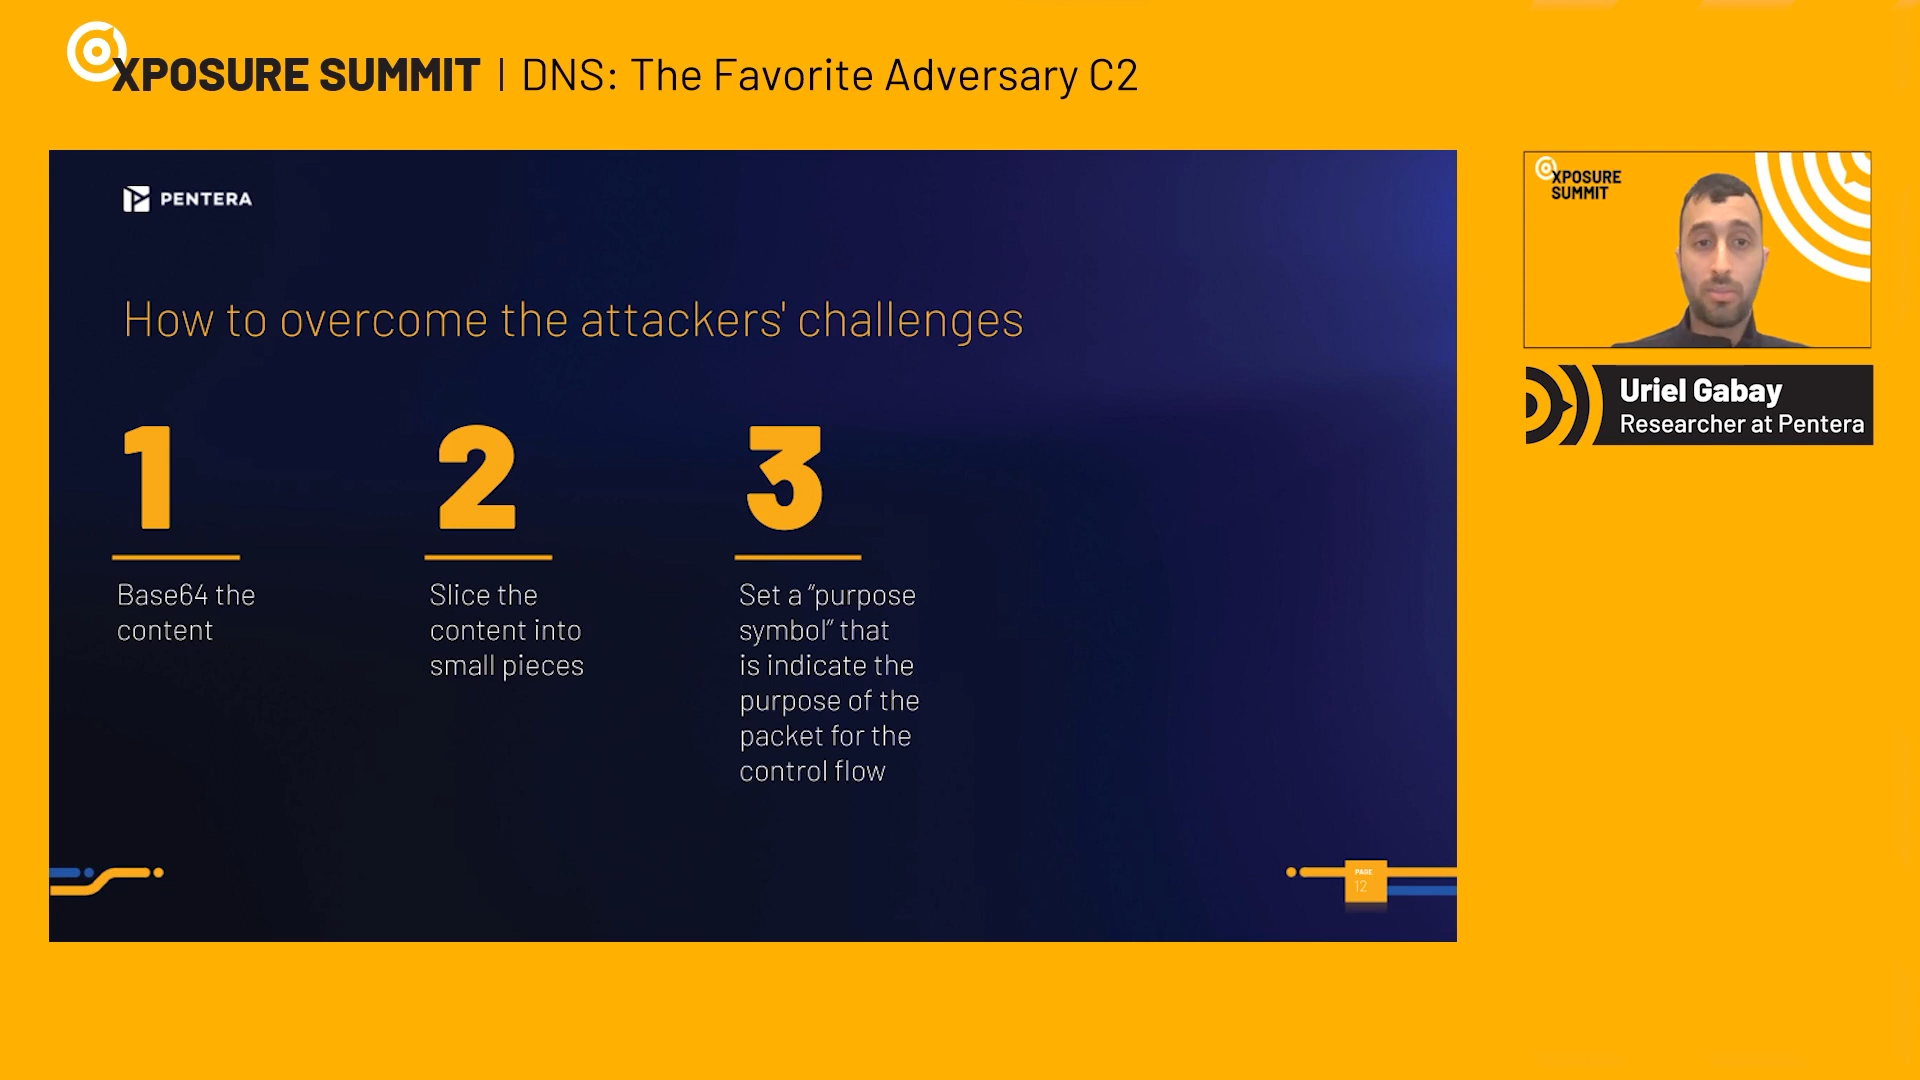 XPOSURE SUMMIT | DNS: The Favorite Adversary C2
PENTERA
How to overcome the attackers' challenges
1
Base64 the
content
2
Slice the
content into
small pieces
3
Set a “purpose
symbol” that
is indicate the
purpose of the
packet for the
control flow
PAGE
12
XPOSURE
SUMMIT
Uriel Gabay
Researcher at Pentera